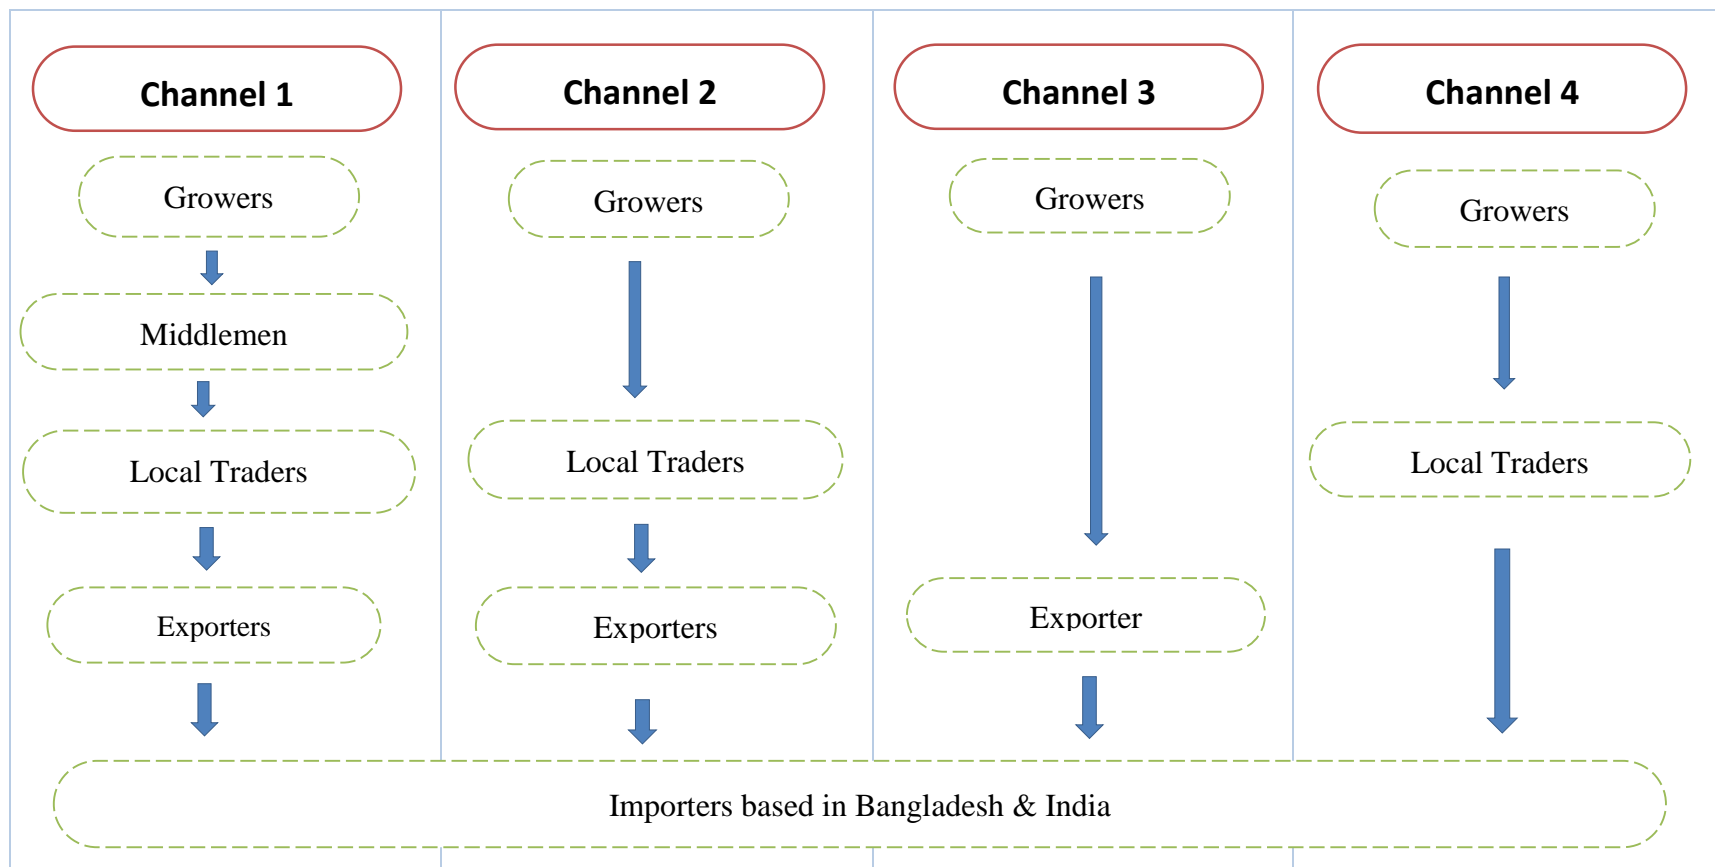 Channel 1
Channel 2
Channel 3
Channel 4
Growers
Growers
Growers
Growers
Middlemen
Local Traders
Local Traders
Local Traders
Exporters
Exporters
Exporter
Importers based in Bangladesh & India